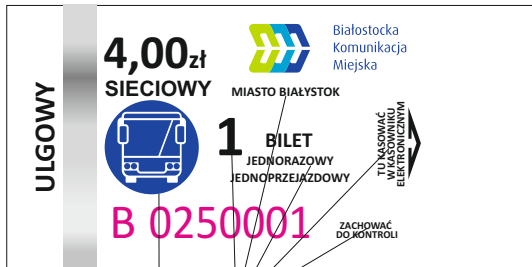 ULGOWY
4,00zł
SIECIOWY
Białostocka
Komunikacja
Miejska
MIASTO BIAŁYSTOK
1
BILET
JEDNORAZOWY
JEDNOPRZEJAZDOWY
TU KASOWAĆ
W KASOWNIKU
ELEKTRONICZNYM
B 0250001
ZACHOWAĆ
DO KONTROLI